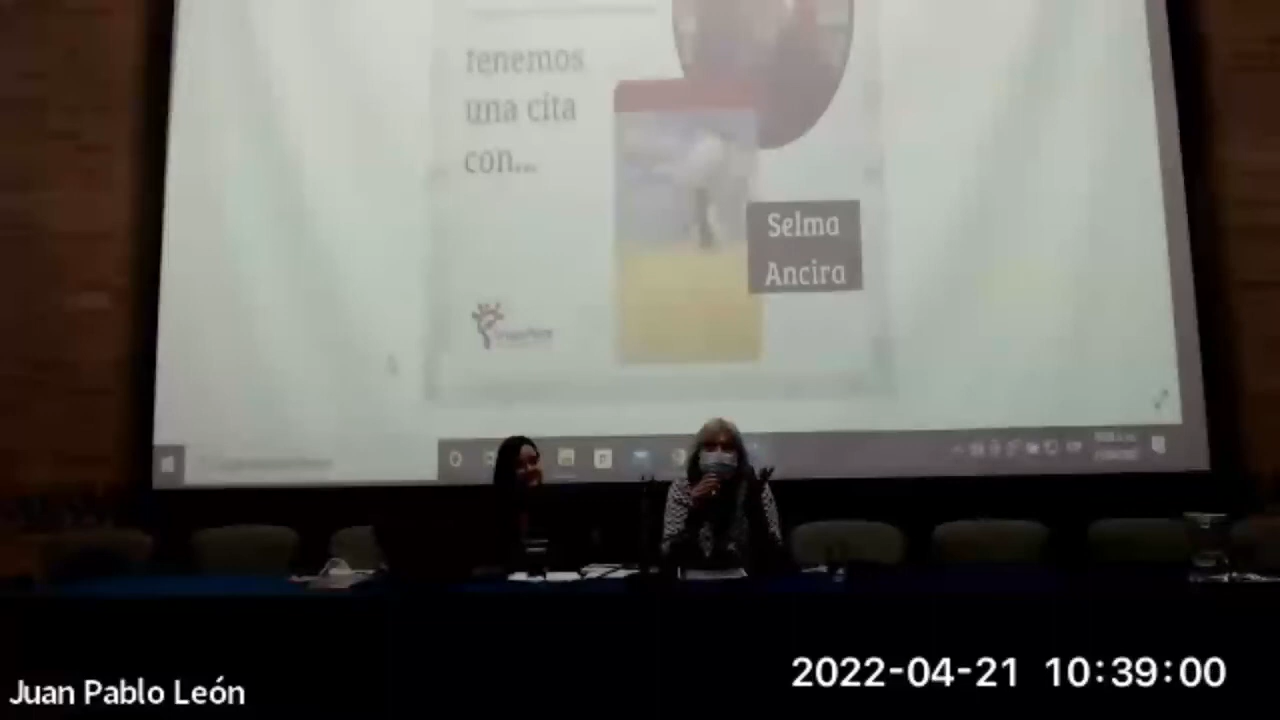 tenemos
una cita
con...
Selma
Ancira
2022-04-21 10:39:00
Juan Pablo León